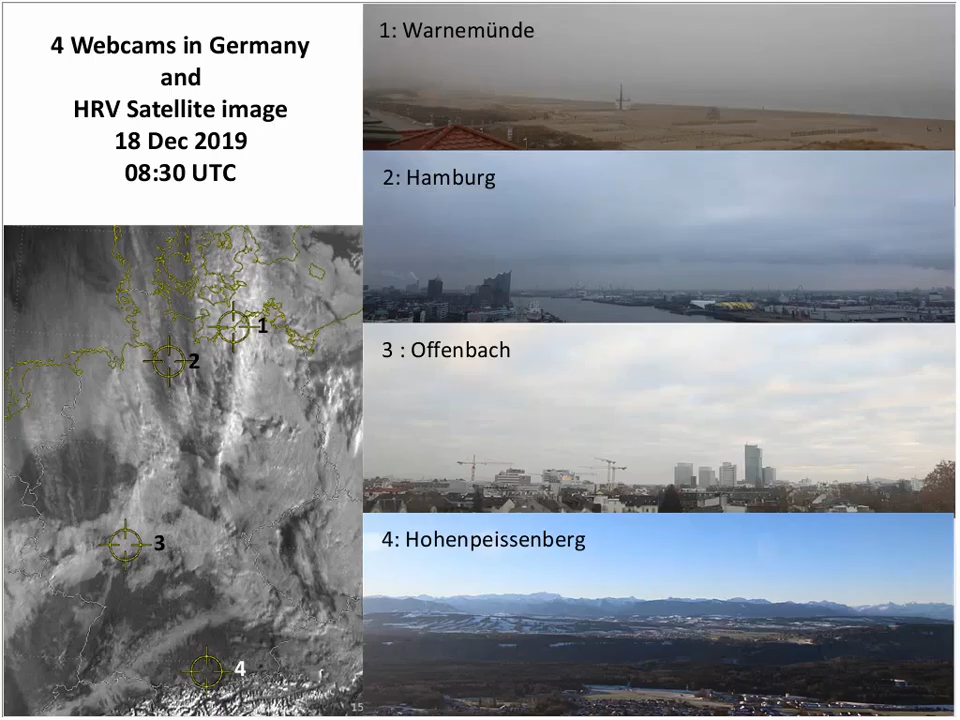 4 Webcams in Germany
and
HRV Satellite image
18 Dec 2019
08:30 UTC
1: Warnemünde
2: Hamburg
3 : Offenbach
4: Hohenpeissenberg
1
2
3
4
15